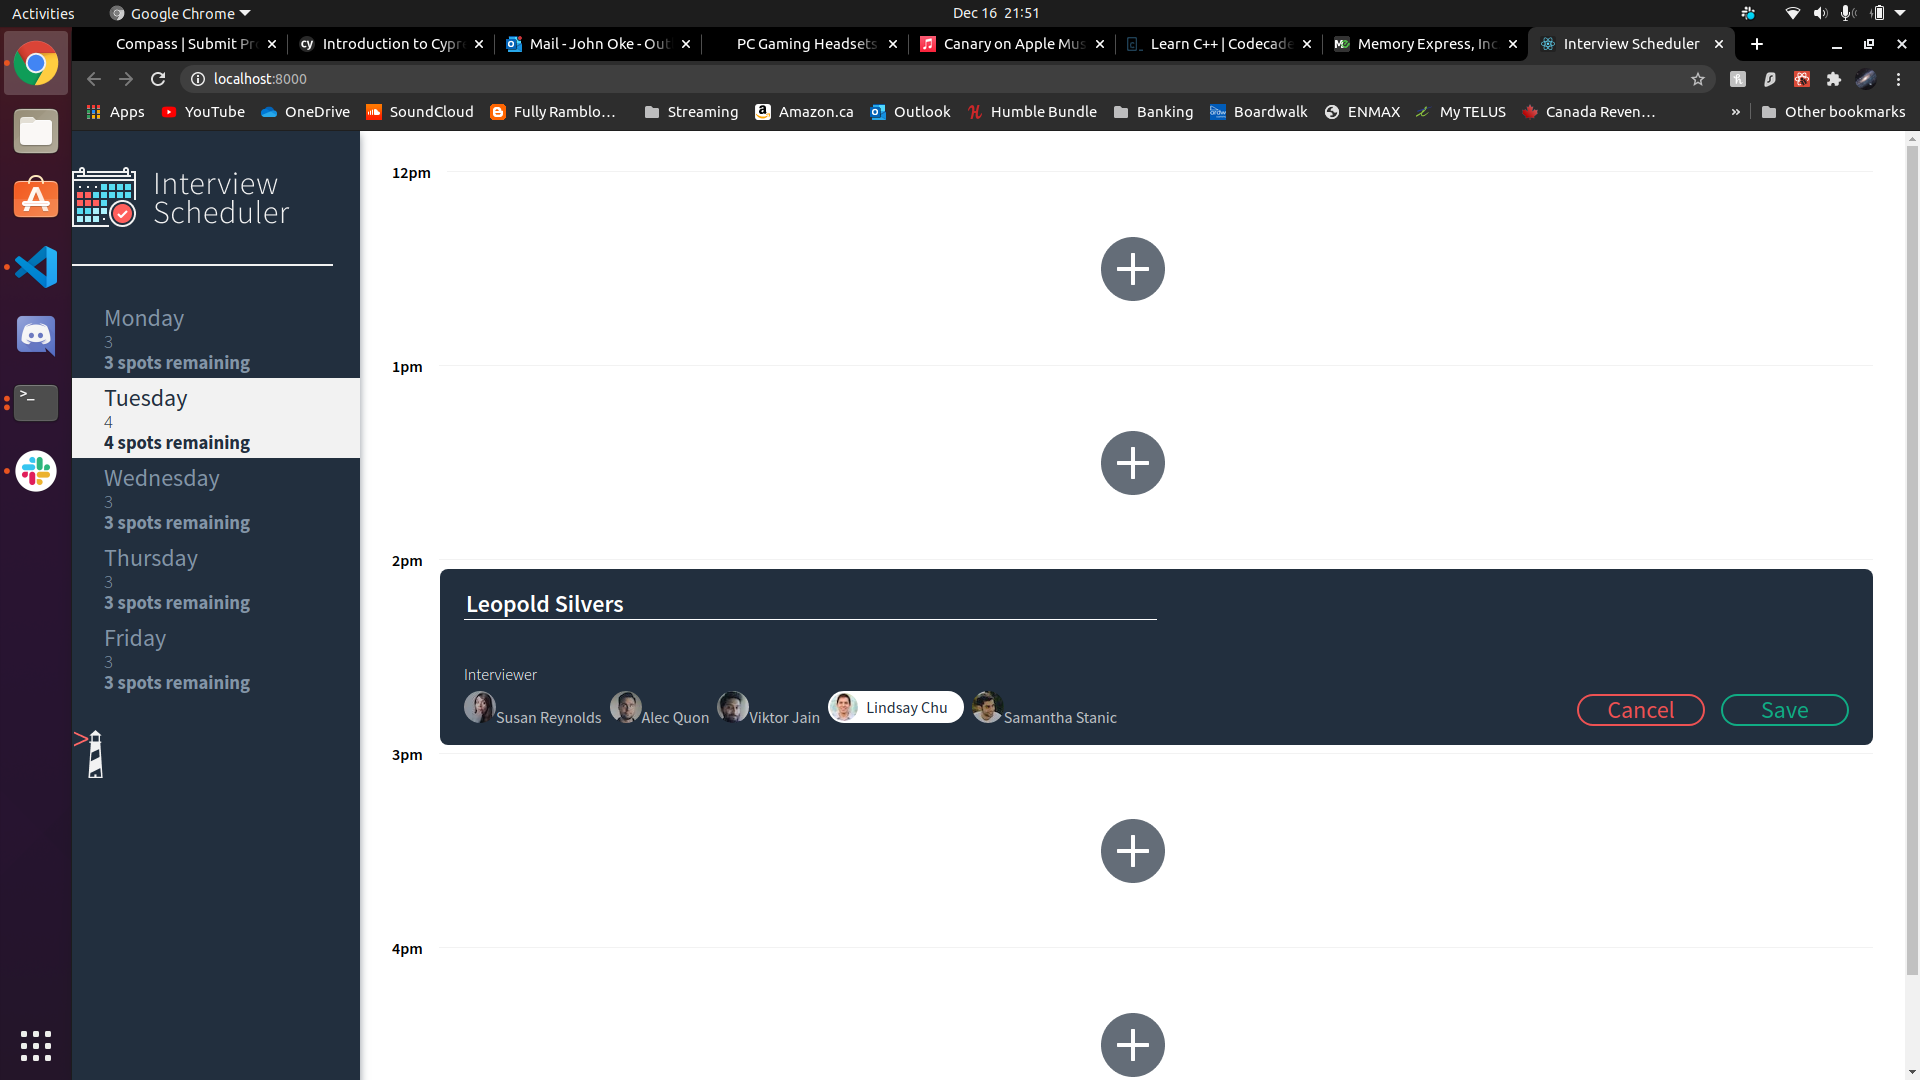 Activities
Google Chrome
Dec 16 21:51
Compass | Submit Pr
Introduction to Cypr
Mail - John Oke - Out
PC Gaming Headsets
Canary on Apple Mus
Learn C++ | Codecade
Memory Express, Inc
Interview Scheduler
localhost:8000
Apps
YouTube
OneDrive
SoundCloud
Fully Ramblo…
Streaming
Amazon.ca
Outlook
Humble Bundle
Banking
Boardwalk
ENMAX
My TELUS
Canada Reven…
»
Other bookmarks
Interview
Scheduler
Monday
3
3 spots remaining
Tuesday
4
4 spots remaining
Wednesday
3
3 spots remaining
Thursday
3
3 spots remaining
Friday
3
3 spots remaining
12pm
1pm
2pm
Leopold Silvers
Interviewer
Susan Reynolds
Alec Quon
Viktor Jain
Lindsay Chu
Samantha Stanic
Cancel
Save
3pm
4pm